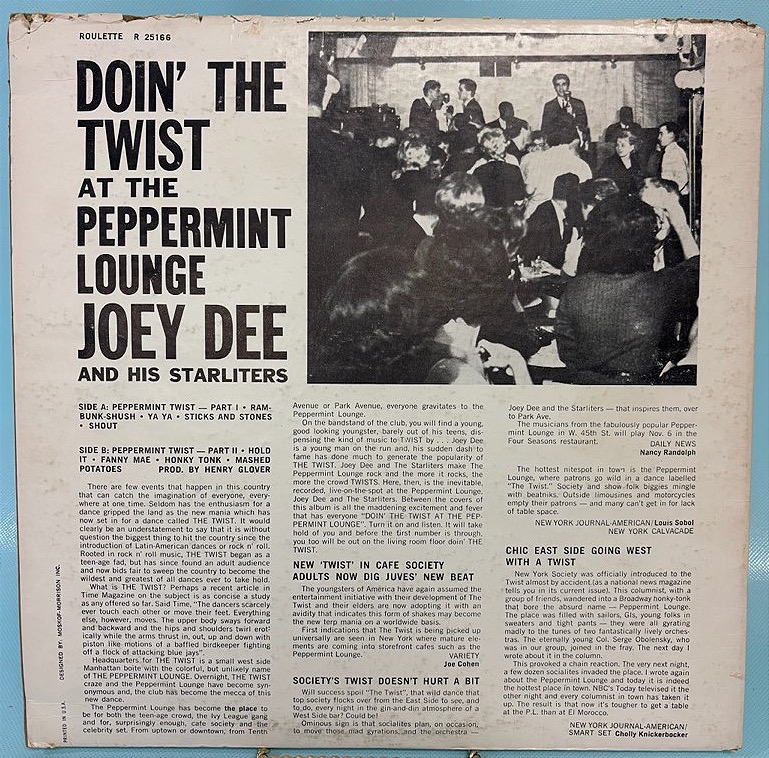 ROULETTE R 25166
DOIN' THE
TWIST
AT THE
PEPPERMINT
LOUNGE
JOEY DEE
AND HIS STARLITERS
SIDE A: PEPPERMINT TWIST — PART I • RAM-
BUNK-SHUSH • YA YA • STICKS AND STONES
• SHOUT
SIDE B: PEPPERMINT TWIST — PART II • HOLD
IT • FANNY MAE • HONKY TONK • MASHED
POTATOES PROD. BY HENRY GLOVER
There are few events that happen in this country
that can catch the imagination of everyone, every-
where at one time. Seldom has the enthusiasm for a
dance gripped the land as the new mania which has
now set in for a dance called THE TWIST. It would
clearly be an understatement to say that it is without
question the biggest thing to hit the country since the
introduction of Latin-American dances or rock n' roll.
Rooted in rock n' roll music, THE TWIST began as a
teen-age fad, but has since found an adult audience
and now bids fair to sweep the country to become the
wildest and greatest of all dances ever to take hold.
What is THE TWIST? Perhaps a recent article in
Time Magazine on the subject is as concise a study
as any offered so far. Said Time, "The dancers scarcely
ever touch each other or move their feet. Everything
else, however, moves. The upper body sways forward
and backward and the hips and shoulders twirl erot-
ically while the arms thrust in, out, up and down with
piston like motions of a baffled birdkeeper fighting
off a flock of attacking blue jays".
Headquarters for THE TWIST is a small west side
Manhattan boite with the colorful, but unlikely name
of THE PEPPERMINT LOUNGE. Overnight, THE TWIST
craze and the Peppermint Lounge have become syn-
onymous and, the club has become the mecca of this
new dance.
The Peppermint Lounge has become the place to
be for both the teen-age crowd, the Ivy League gang
and for, surprisingly enough, cafe society and the
celebrity set. From uptown or downtown, from Tenth
Avenue or Park Avenue, everyone gravitates to the
Peppermint Lounge.
On the bandstand of the club, you will find a young,
good looking youngster, barely out of his teens, dis-
pensing the kind of music to TWIST by . . . Joey Dee
is a young man on the run and, his sudden dash to
fame has done much to generate the popularity of
THE TWIST. Joey Dee and the Starliters make The
Peppermint Lounge rock and the more it rocks, the
more the crowd TWISTS. Here, then, is the inevitable,
recorded, live-on-the-spot at the Peppermint Lounge,
Joey Dee and The Starliters. Between the covers of
this album is all the maddening excitement and fever
that has everyone "DOIN' THE TWIST AT THE PEP-
PERMINT LOUNGE". Turn it on and listen. It will take
hold of you and before the first number is through,
you too will be out on the living room floor doin' THE
TWIST.
NEW 'TWIST' IN CAFE SOCIETY
ADULTS NOW DIG JUVES' NEW BEAT
The youngsters of America have again assumed the
entertainment initiative with their development of The
Twist and their elders are now adopting it with an
avidity that indicates this form of shakes may become
the new terp mania on a worldwide basis.
First indications that The Twist is being picked up
universally are seen in New York where mature ele-
ments are coming into storefront cafes such as the
Peppermint Lounge. VARIETY
Joe Cohen
SOCIETY'S TWIST DOESN'T HURT A BIT
Will success spoil "The Twist", that wild dance that
top society flocks over from the East Side to see, and
to do, every night in the gin-and-din atmosphere of a
West Side bar? Could be!
Ominous sign is that socialites plan, on occasion,
to move those mad gyrations, and the orchestra —
Joey Dee and the Starliters — that inspires them, over
to Park Ave.
The musicians from the fabulously popular Pepper-
mint Lounge in W. 45th St. will play Nov. 6 in the
Four Seasons restaurant. DAILY NEWS
Nancy Randolph
The hottest nitespot in town is the Peppermint
Lounge, where patrons go wild in a dance labelled
"The Twist." Society and show folk biggies mingle
with beatniks. Outside limousines and motorcycles
empty their patrons — and many can't get in for lack
of table space.
NEW YORK JOURNAL-AMERICAN/Louis Sobol
NEW YORK CALVACADE
CHIC EAST SIDE GOING WEST
WITH A TWIST
New York Society was officially introduced to the
Twist almost by accident (as a national news magazine
tells you in its current issue). This columnist, with a
group of friends, wandered into a Broadway honky-tonk
that bore the absurd name — Peppermint Lounge.
The place was filled with sailors, GIs, young folks in
sweaters and tight pants — they were all gyrating
madly to the tunes of two fantastically lively orches-
tras. The eternally young Col. Serge Obolensky, who
was in our group, joined in the fray. The next day I
wrote about it in the column.
This provoked a chain reaction. The very next night,
a few dozen socialites invaded the place. I wrote again
about the Peppermint Lounge and today it is indeed
the hottest place in town. NBC's Today televised it the
other night and every columnist in town has taken it
up. The result is that now it's tougher to get a table
at the P.L. than at El Morocco.
NEW YORK JOURNAL-AMERICAN/
SMART SET Cholly Knickerbocker
DESIGNED BY: MOSKOF-MORRISON INC.
PRINTED IN U.S.A.